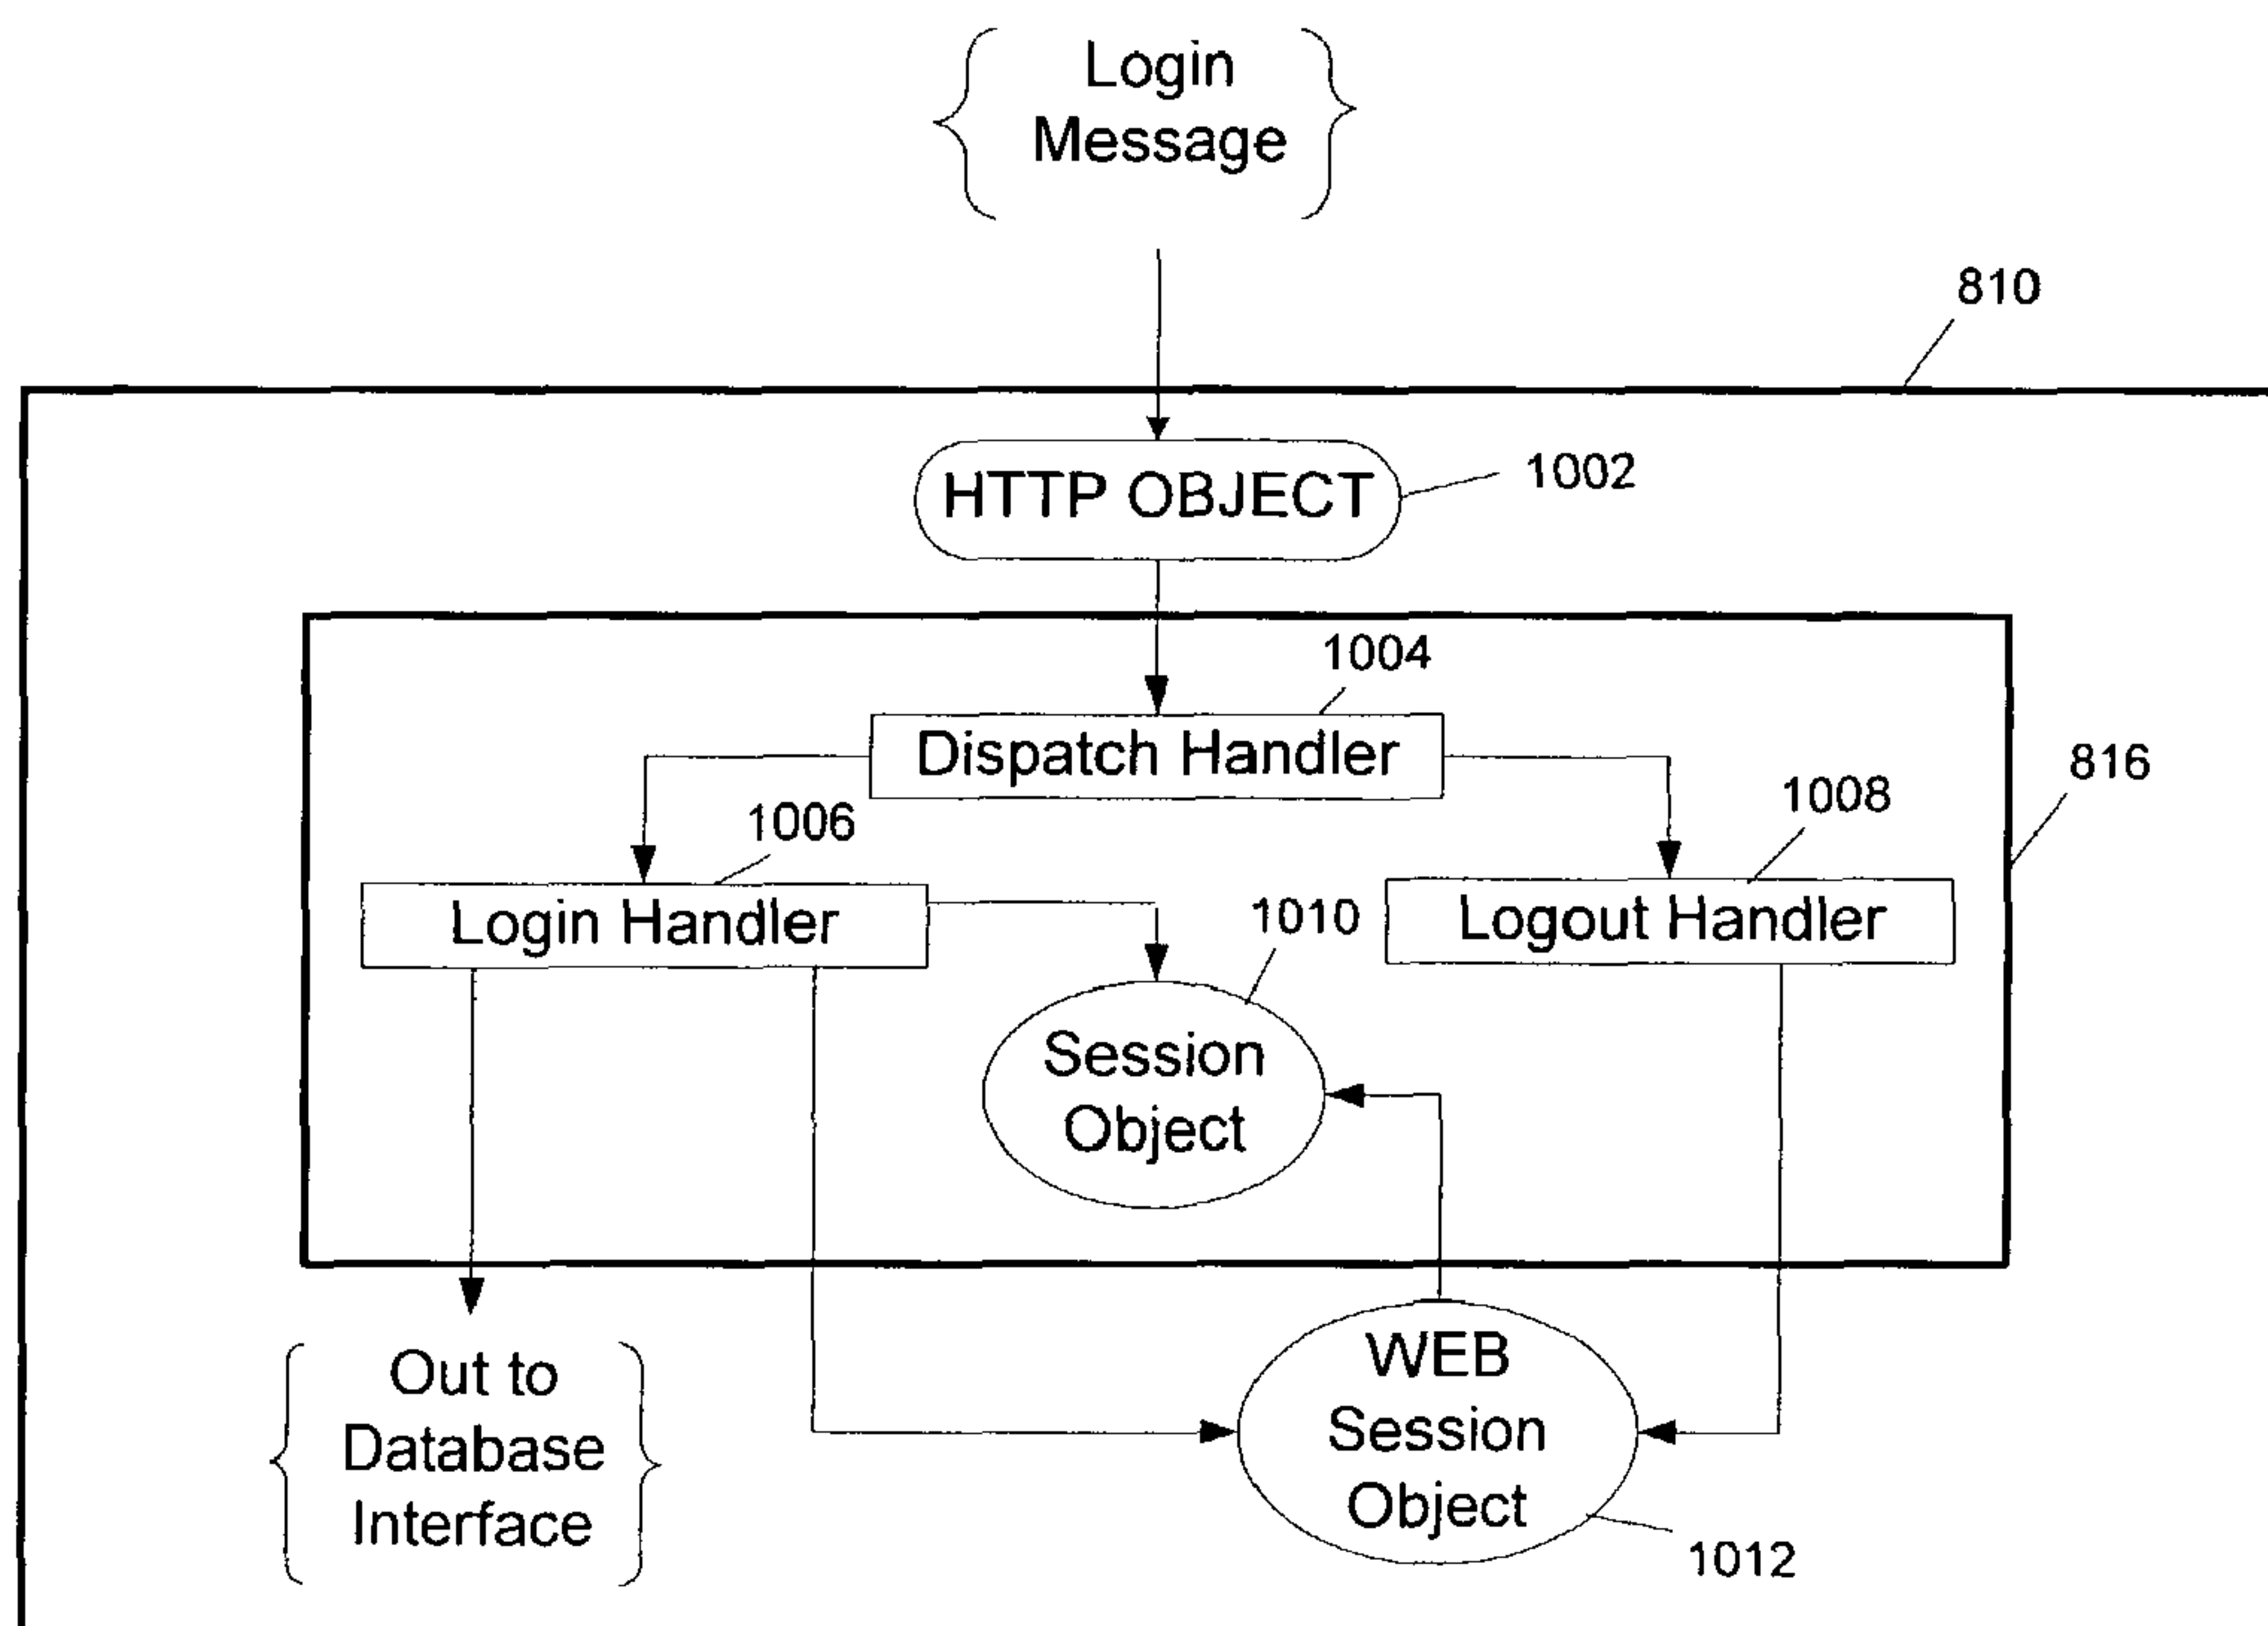 Login
Message
810
HTTP OBJECT
1002
1004
Dispatch Handler
816
1006
1008
Login Handler
1010
Logout Handler
Session
Object
Out to
Database
Interface
WEB
Session
Object
1012